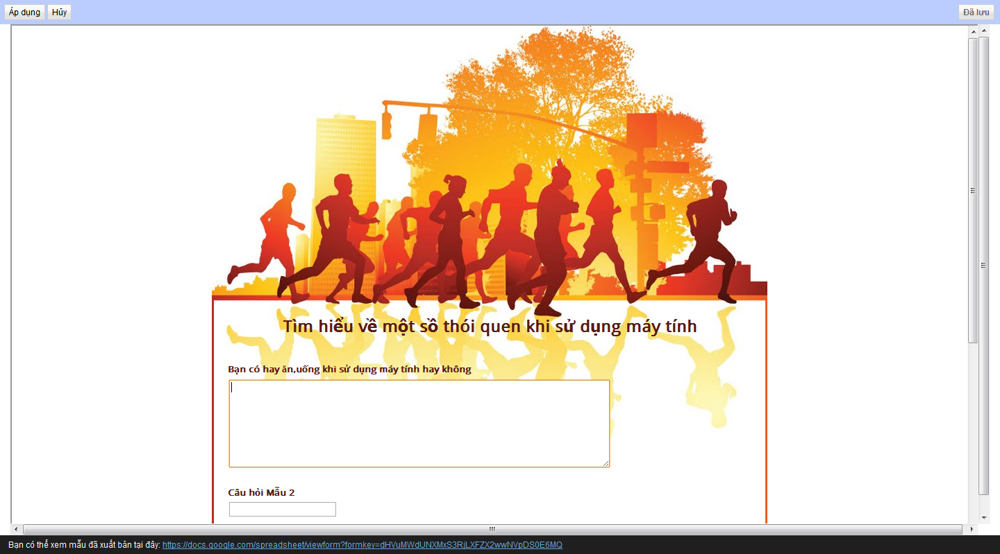 Áp dụng Hủy Đã lưu
Tìm hiểu về một sồ thói quen khi sử dụng máy tính
Bạn có hay ăn,uống khi sử dụng máy tính hay không
Câu hỏi Mẫu 2
Bạn có thể xem mẫu đã xuất bản tại đây: https://docs.google.com/spreadsheet/viewform?formkey=dHVuMWdUNXMxS3RjLXFZX2wwNVpDS0E6MQ